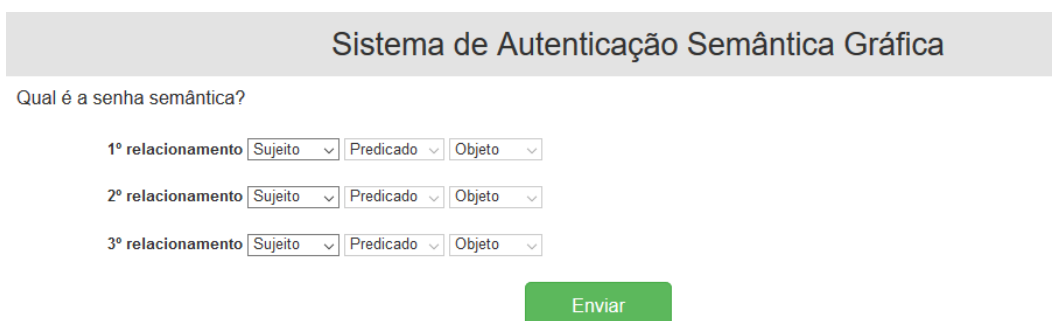 Sistema de Autenticação Semântica Gráfica
Qual é a senha semântica?
1º relacionamento Sujeito Predicado Objeto
2º relacionamento Sujeito Predicado Objeto
3º relacionamento Sujeito Predicado Objeto
Enviar